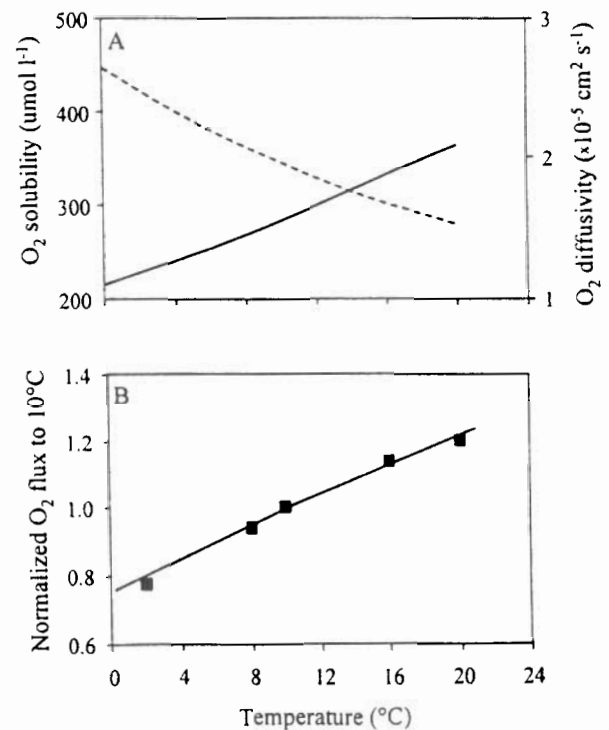 A
500
400
300
200
O₂ solubility (umol l⁻¹)
3
2
1
O₂ diffusivity (×10⁻⁵ cm² s⁻¹)
B
1.4
1.2
1.0
0.8
0.6
Normalized O₂ flux to 10°C
0 4 8 12 16 20 24
Temperature (°C)